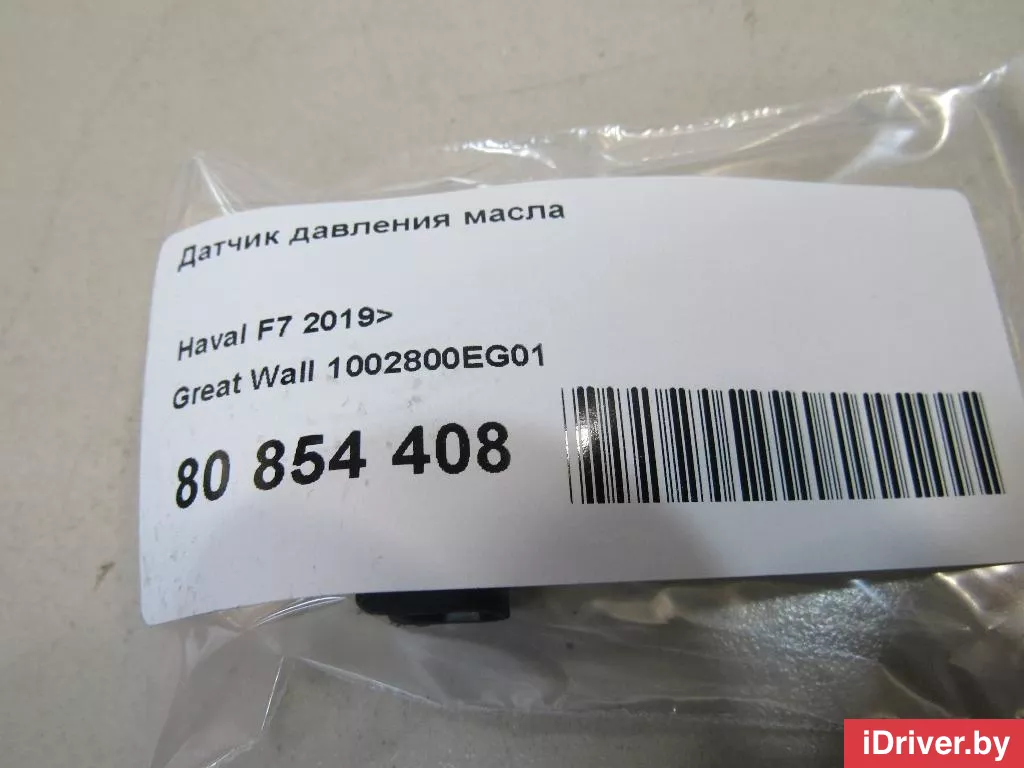 Датчик давления масла
Haval F7 2019>
Great Wall 1002800EG01
80 854 408
iDriver.by